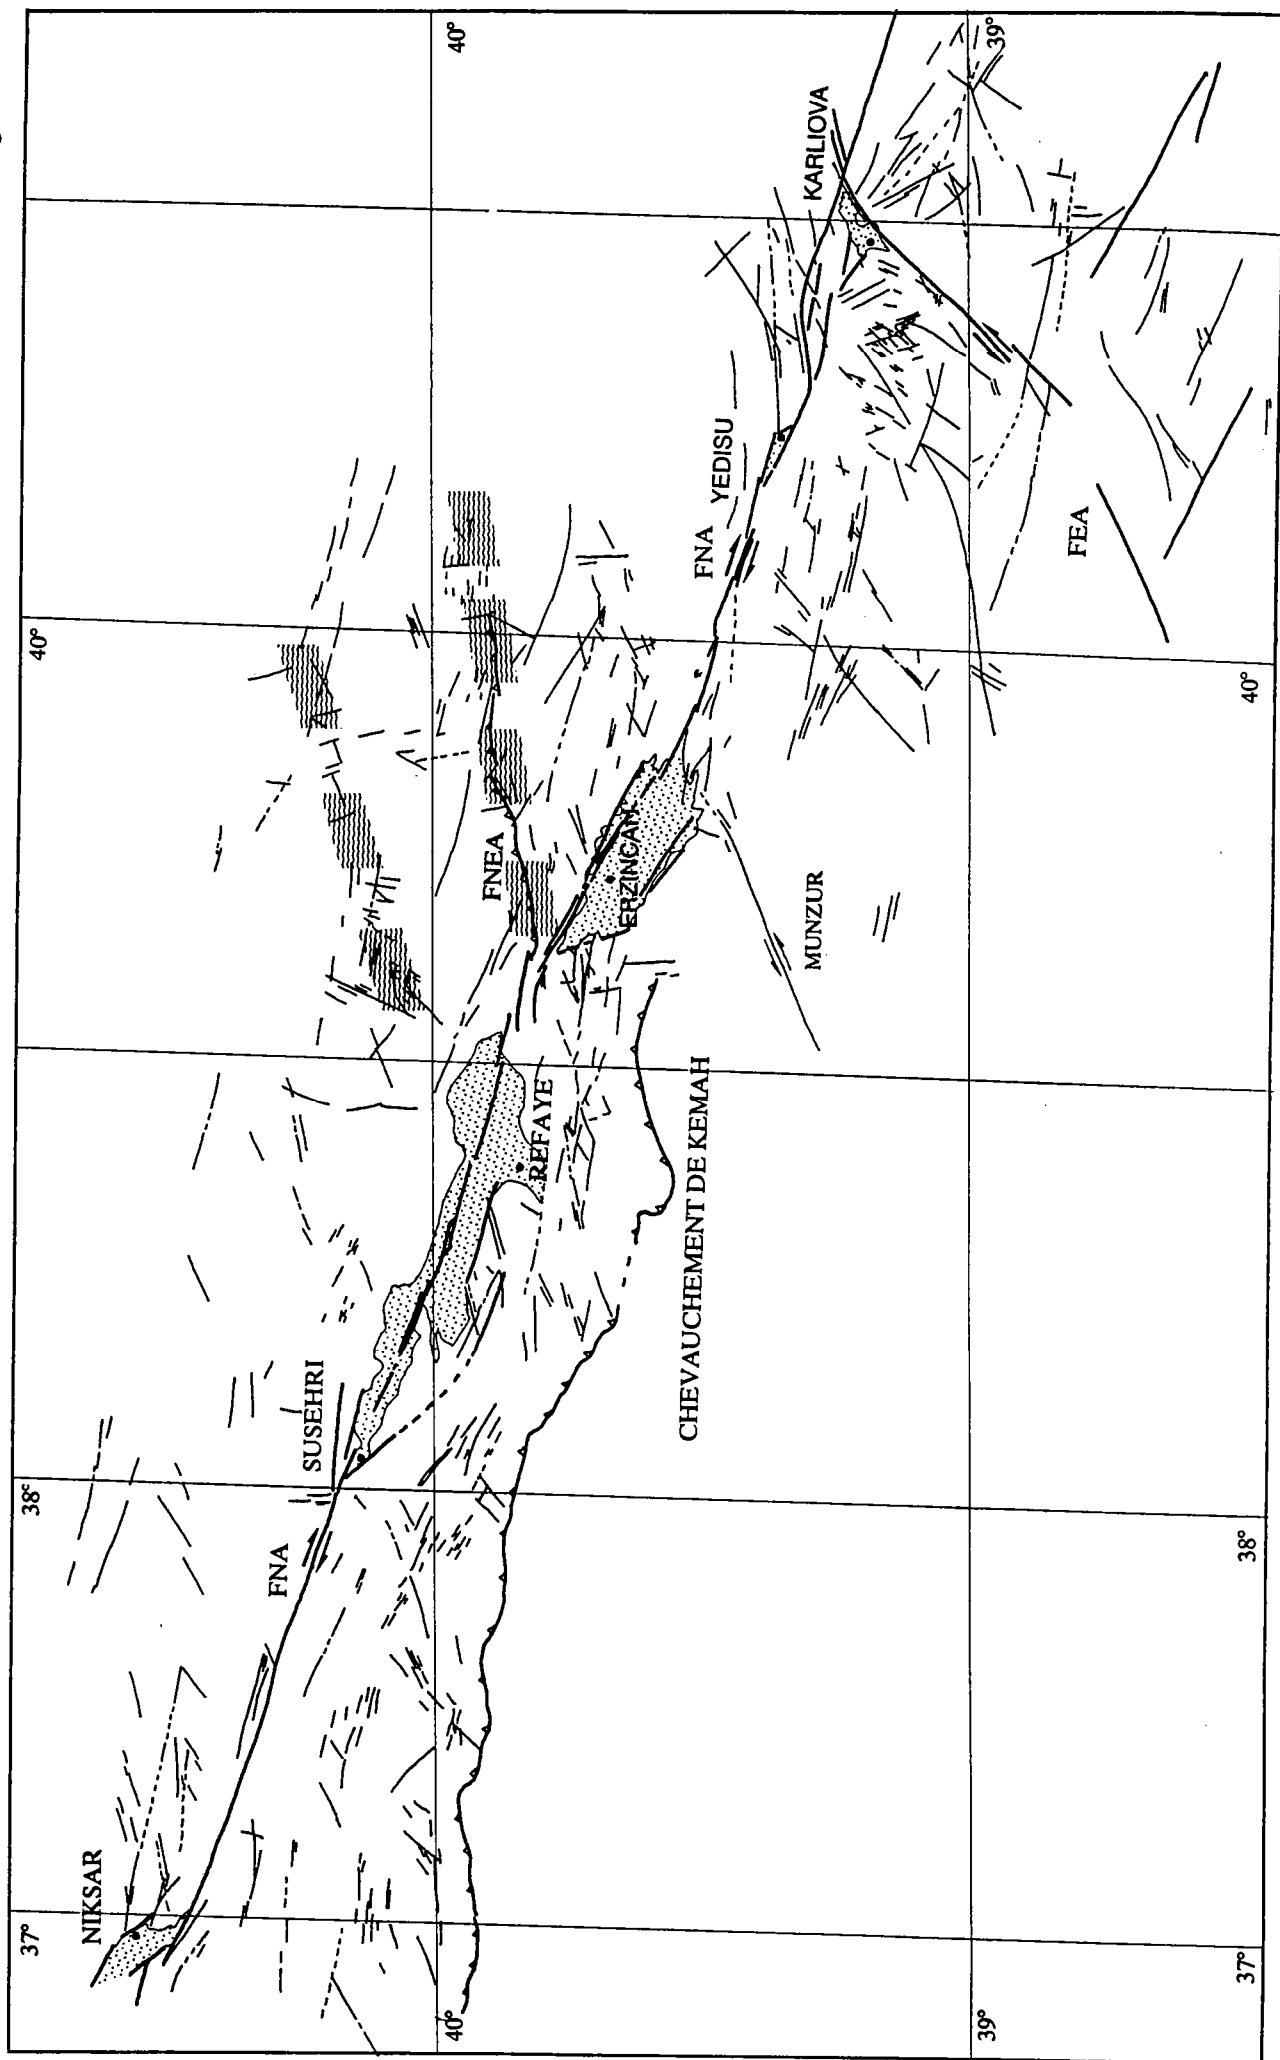 37°
38°
40°
NIKSAR
FNA
SUSEHRI
40°
40°
FNEA
REFAYE
ERZINCAN
CHEVAUCHEMENT DE KEMAH
FNA
YEDISU
MUNZUR
KARLIOVA
39°
39°
FEA
37°
38°
40°